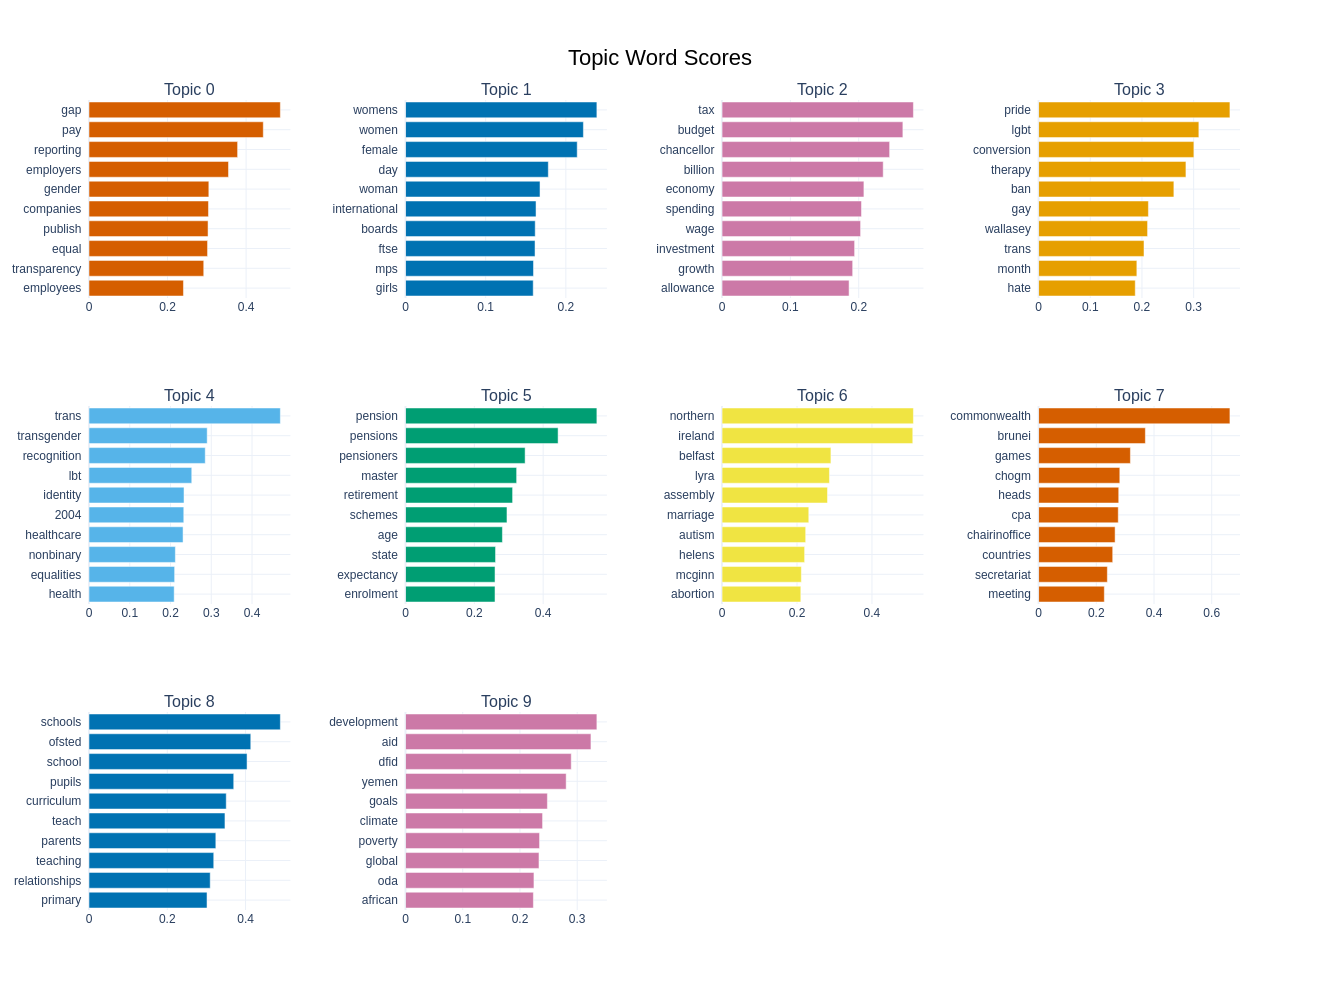 Topic Word Scores
Topic 0
gap
pay
reporting
employers
gender
companies
publish
equal
transparency
employees
0 0.2 0.4
Topic 1
womens
women
female
day
woman
international
boards
ftse
mps
girls
0 0.1 0.2
Topic 2
tax
budget
chancellor
billion
economy
spending
wage
investment
growth
allowance
0 0.1 0.2
Topic 3
pride
lgbt
conversion
therapy
ban
gay
wallasey
trans
month
hate
0 0.1 0.2 0.3
Topic 4
trans
transgender
recognition
lbt
identity
2004
healthcare
nonbinary
equalities
health
0 0.1 0.2 0.3 0.4
Topic 5
pension
pensions
pensioners
master
retirement
schemes
age
state
expectancy
enrolment
0 0.2 0.4
Topic 6
northern
ireland
belfast
lyra
assembly
marriage
autism
helens
mcginn
abortion
0 0.2 0.4
Topic 7
commonwealth
brunei
games
chogm
heads
cpa
chairinoffice
countries
secretariat
meeting
0 0.2 0.4 0.6
Topic 8
schools
ofsted
school
pupils
curriculum
teach
parents
teaching
relationships
primary
0 0.2 0.4
Topic 9
development
aid
dfid
yemen
goals
climate
poverty
global
oda
african
0 0.1 0.2 0.3